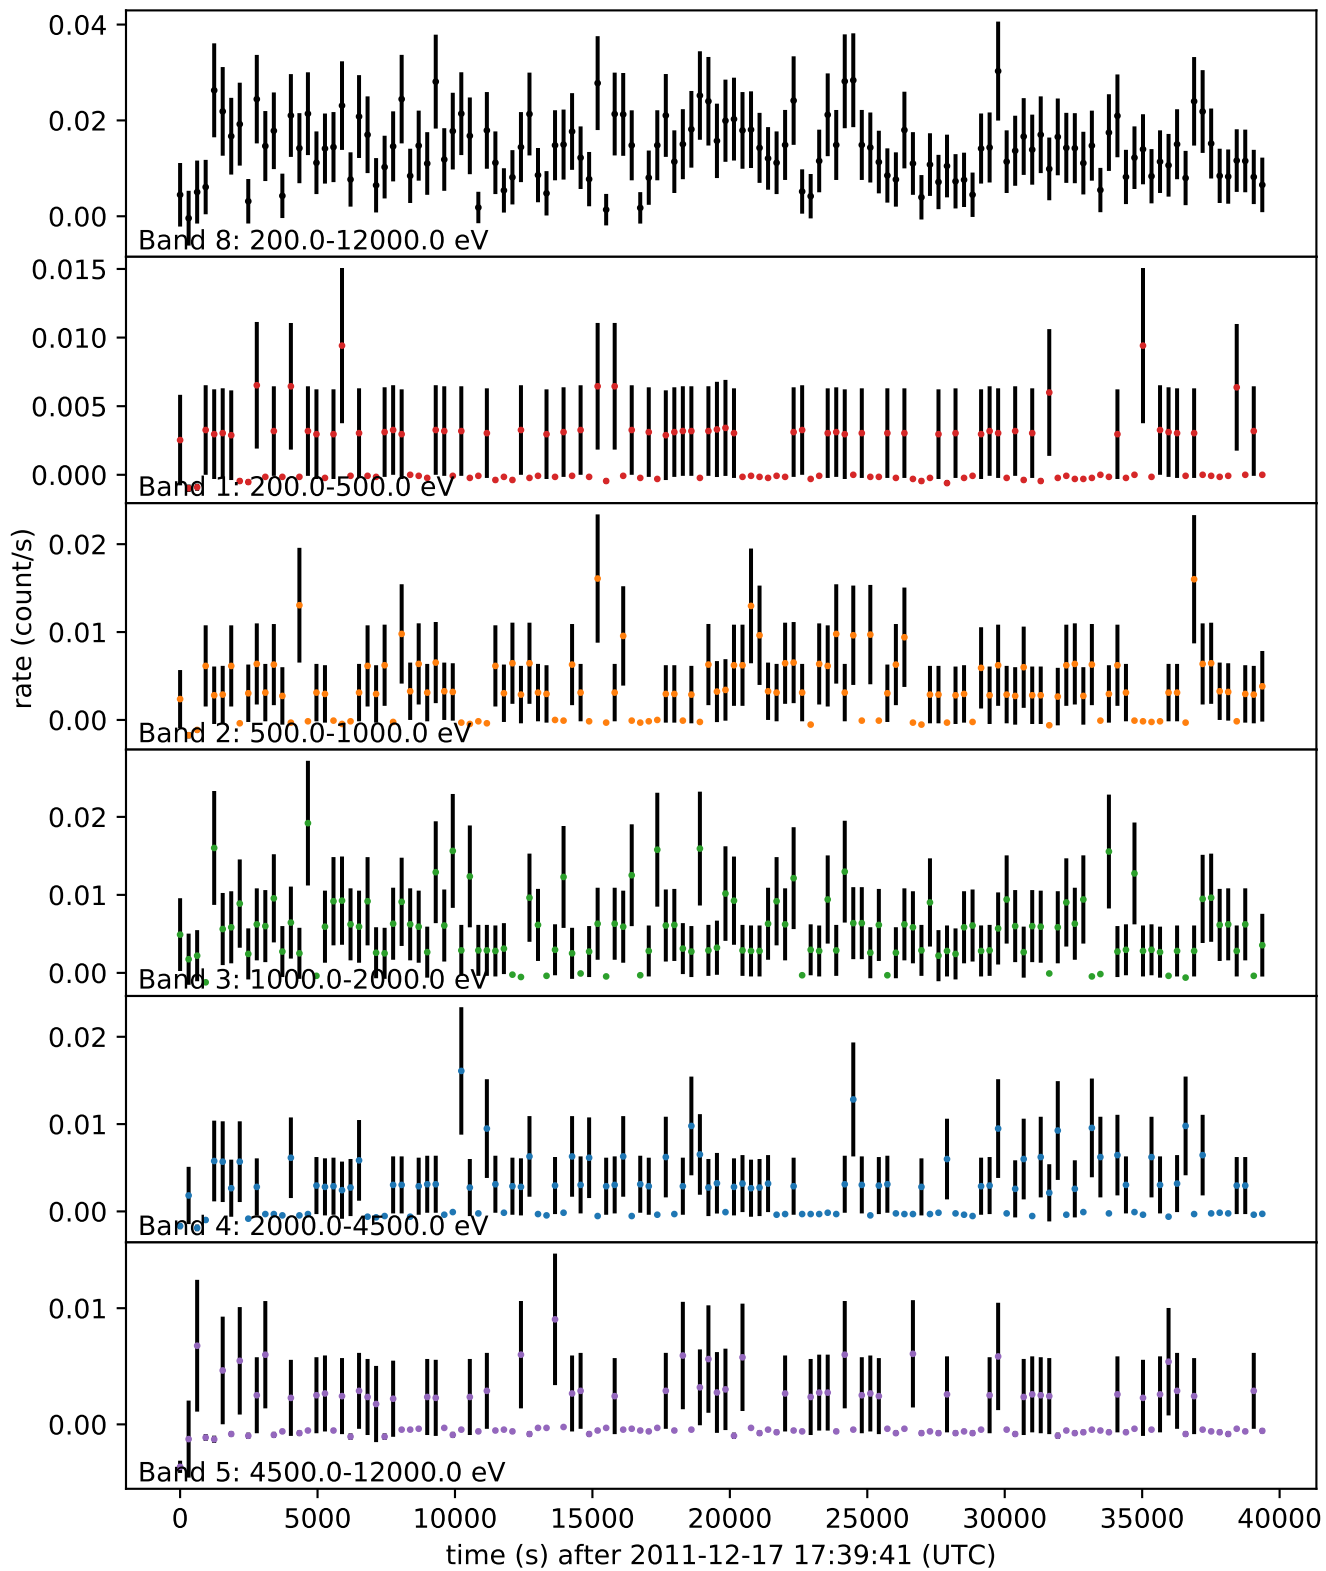 0.04
0.02
0.00
Band 8: 200.0-12000.0 eV
0.015
0.010
0.005
0.000
Band 1: 200.0-500.0 eV
0.02
0.01
0.00
Band 2: 500.0-1000.0 eV
rate (count/s)
0.02
0.01
0.00
Band 3: 1000.0-2000.0 eV
0.02
0.01
0.00
Band 4: 2000.0-4500.0 eV
0.01
0.00
Band 5: 4500.0-12000.0 eV
0 5000 10000 15000 20000 25000 30000 35000 40000
time (s) after 2011-12-17 17:39:41 (UTC)